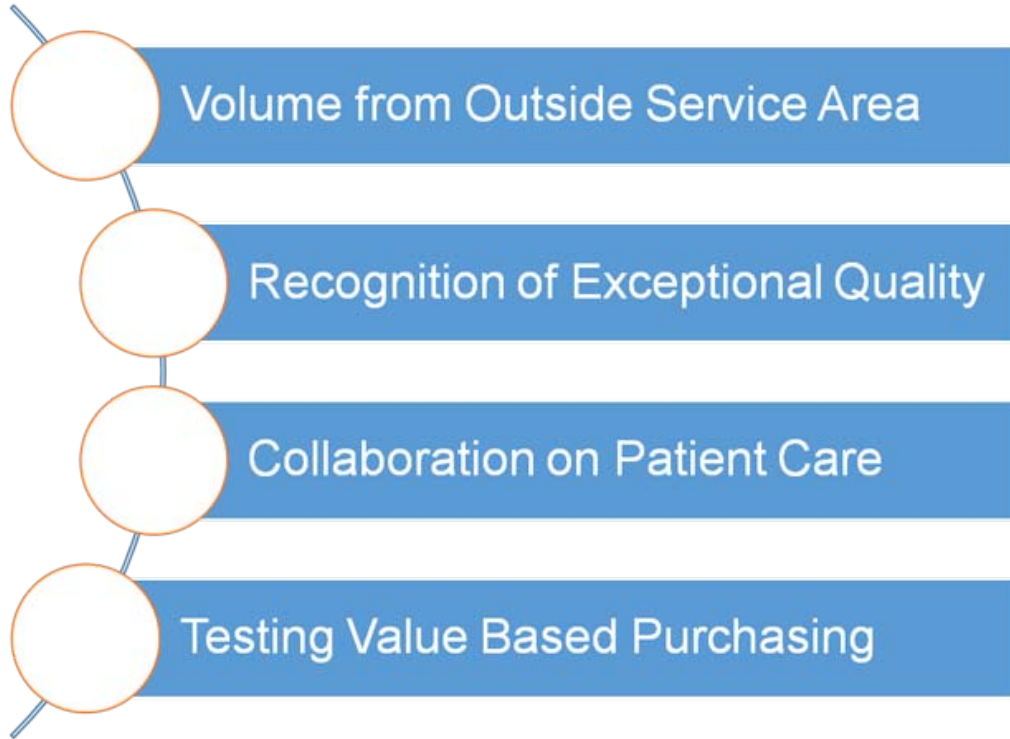 Volume from Outside Service Area
Recognition of Exceptional Quality
Collaboration on Patient Care
Testing Value Based Purchasing